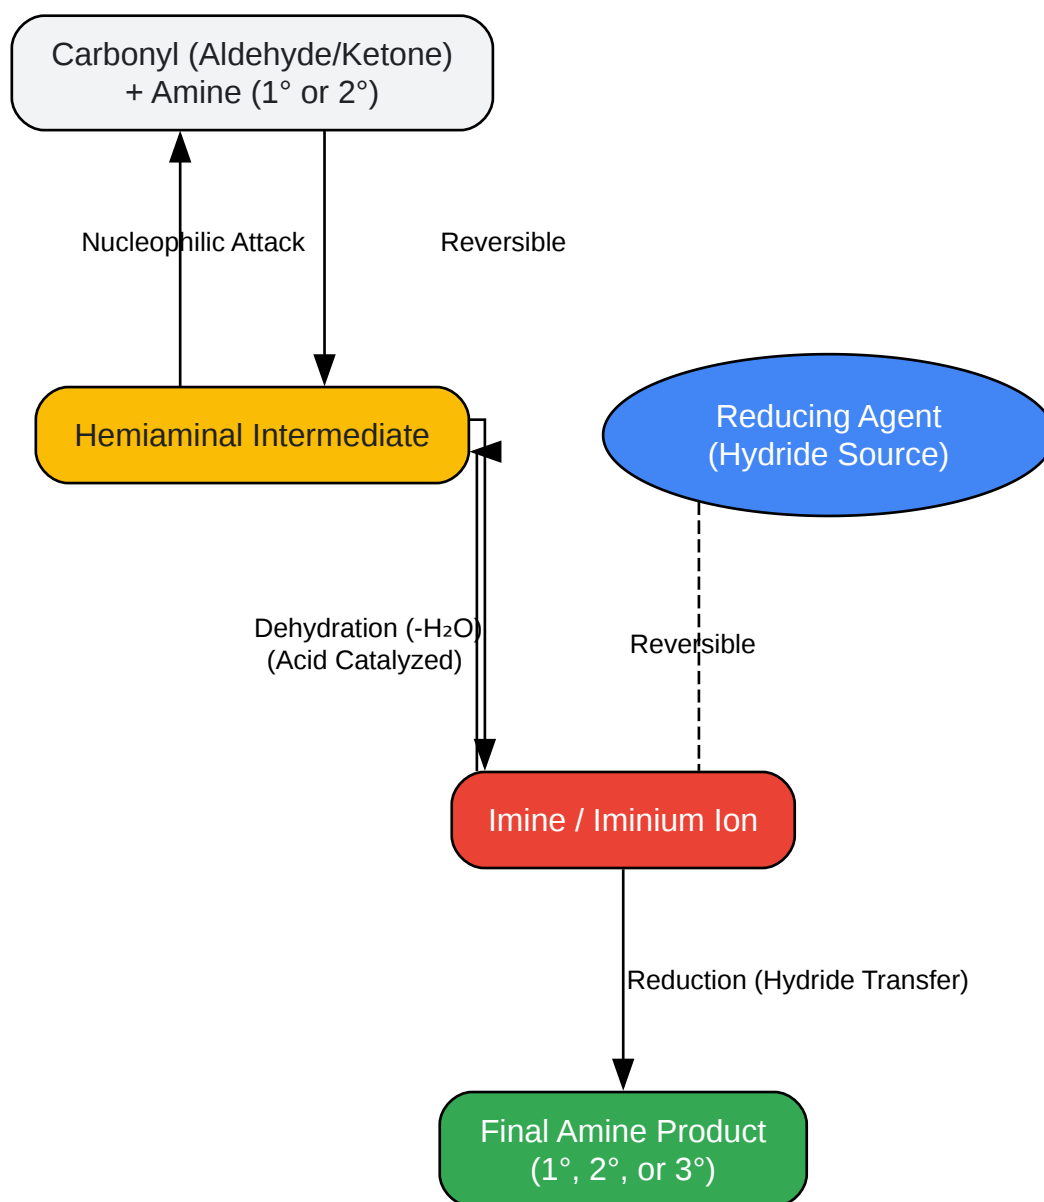 Carbonyl (Aldehyde/Ketone)
+ Amine (1° or 2°)
Nucleophilic Attack
Reversible
Hemiaminal Intermediate
Reducing Agent
(Hydride Source)
Dehydration (-H₂O)
(Acid Catalyzed)
Reversible
Imine / Iminium Ion
Reduction (Hydride Transfer)
Final Amine Product
(1°, 2°, or 3°)